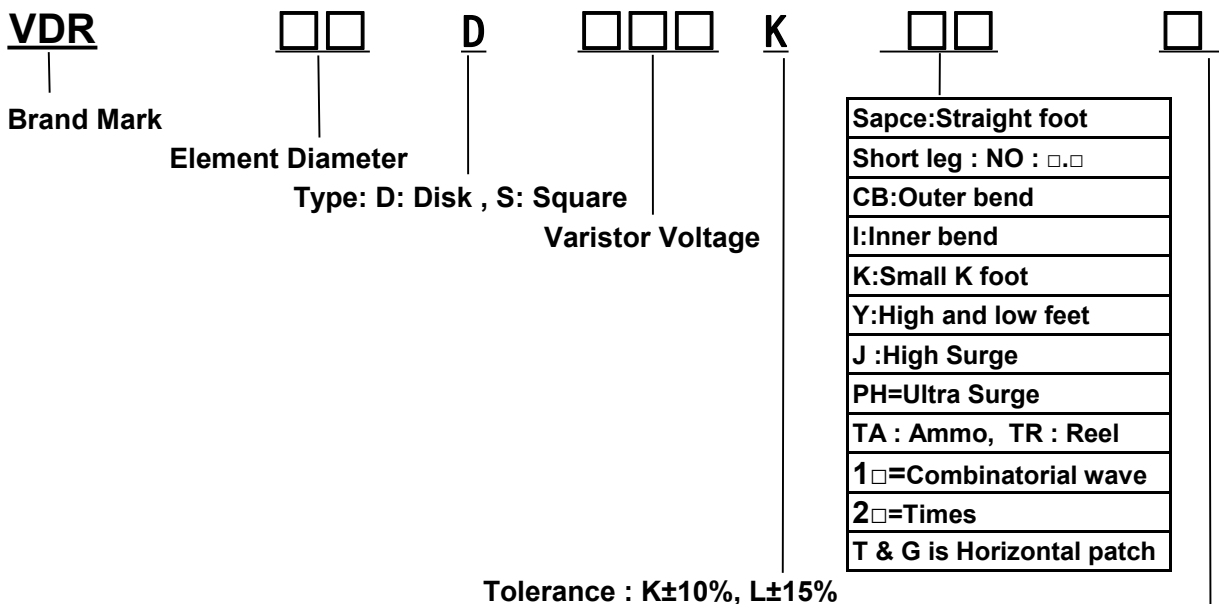 VDR □□ D □□□ K □□ □
Brand Mark
Element Diameter
Type: D: Disk , S: Square
Varistor Voltage
Sapce:Straight foot
Short leg : NO : □.□
CB:Outer bend
I:Inner bend
K:Small K foot
Y:High and low feet
J :High Surge
PH=Ultra Surge
TA : Ammo, TR : Reel
1□=Combinatorial wave
2□=Times
T & G is Horizontal patch
Tolerance : K±10%, L±15%